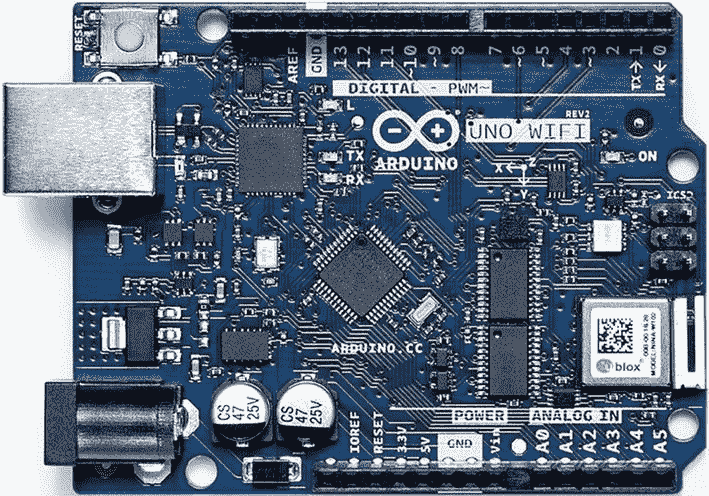 RESET
AREF
GND
13
12
11
~10
~9
8
7
~6
~5
4
~3
2
TX→1
RX←0
DIGITAL - PWM~
L
TX
RX
ARDUINO
UNO WIFI
REV2
ON
X
Z
Y
ARDUINO.CC
blox
CS
47
25V
CS
47
25V
POWER
ANALOG IN
IOREF
RESET
3.3V
5V
GND
Vin
A0
A1
A2
A3
A4
A5